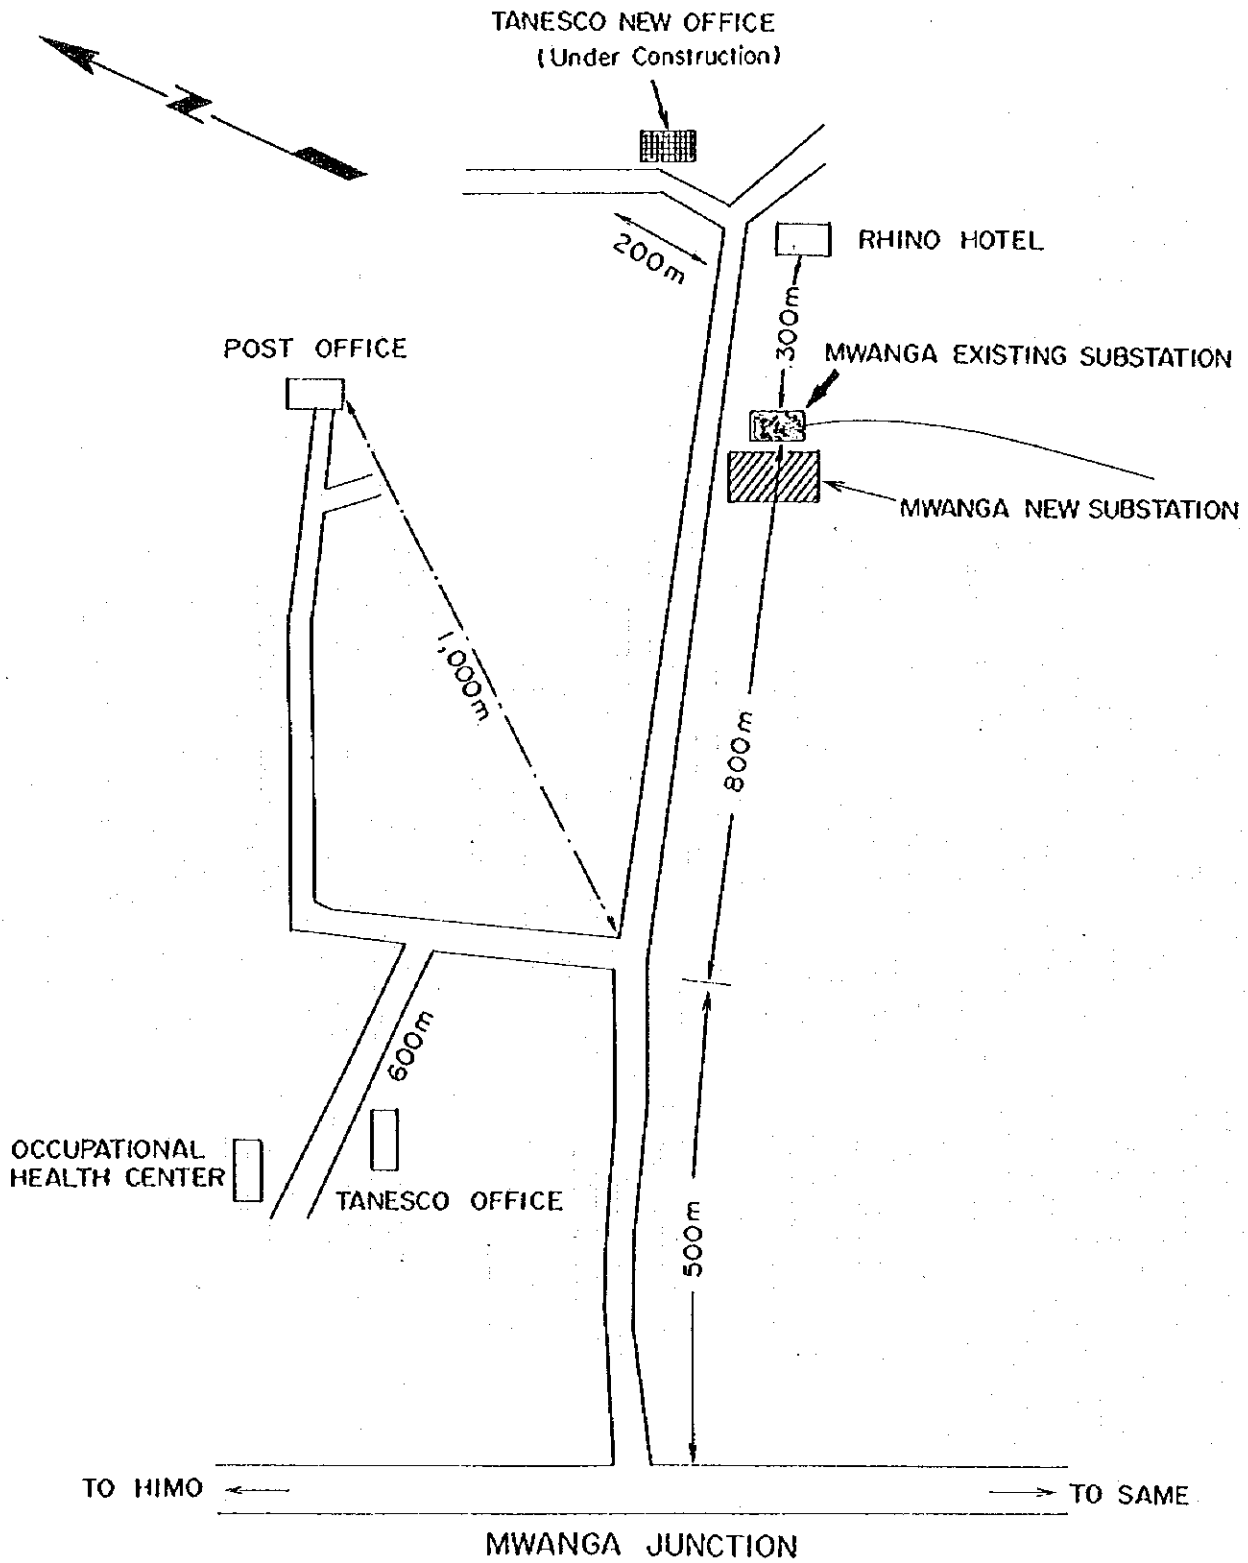 TANESCO NEW OFFICE
(Under Construction)
N
200m
RHINO HOTEL
300m
POST OFFICE
MWANGA EXISTING SUBSTATION
MWANGA NEW SUBSTATION
1,000m
800m
600m
OCCUPATIONAL
HEALTH CENTER
TANESCO OFFICE
500m
TO HIMO
TO SAME
MWANGA JUNCTION